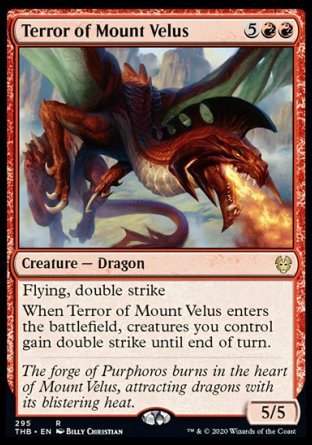 Terror of Mount Velus 5
Creature — Dragon
Flying, double strike
When Terror of Mount Velus enters
the battlefield, creatures you control
gain double strike until end of turn.
The forge of Purphoros burns in the heart
of Mount Velus, attracting dragons with
its blistering heat.
5/5
295 R
THB • EN BILLY CHRISTIAN
™ & © 2020 Wizards of the Coast